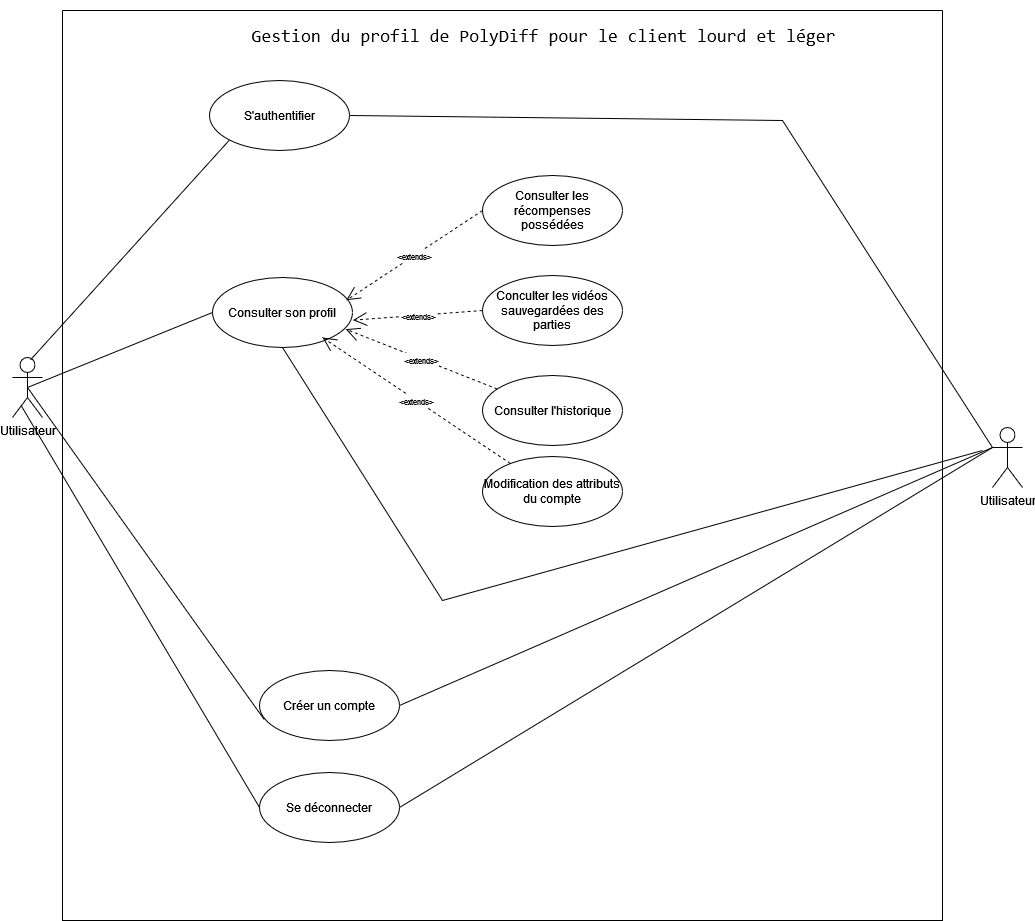 Gestion du profil de PolyDiff pour le client lourd et léger
S'authentifier
Consulter les
récompenses
possédées
<extends>
Consulter son profil
Conculter les vidéos
sauvegardées des
parties
<extends>
<extends>
Consulter l'historique
<extends>
Modification des attributs
du compte
Utilisateur
Utilisateur
Créer un compte
Se déconnecter